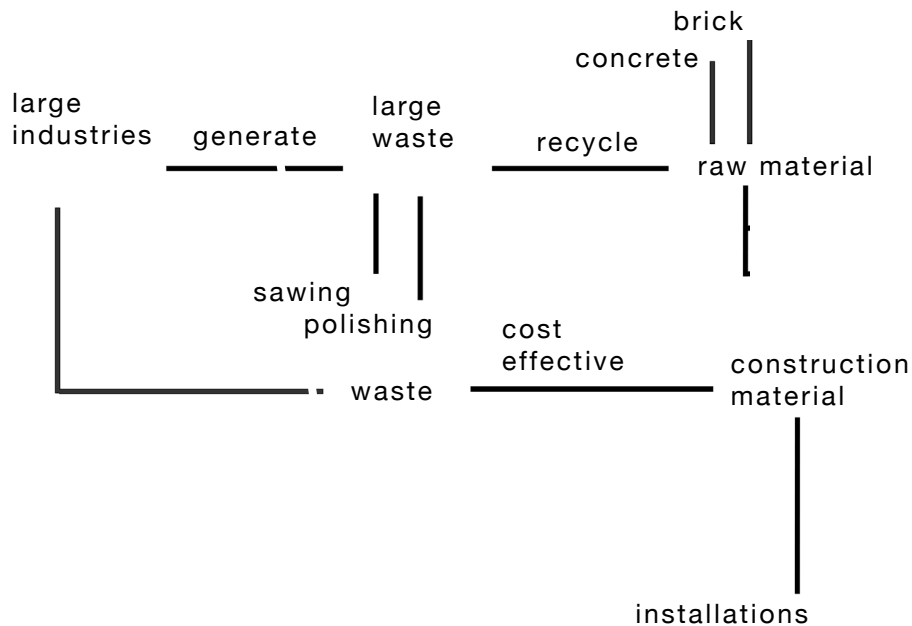 brick
concrete
large
industries
generate
large
waste
recycle
raw material
sawing
polishing
cost
effective
waste
construction
material
installations